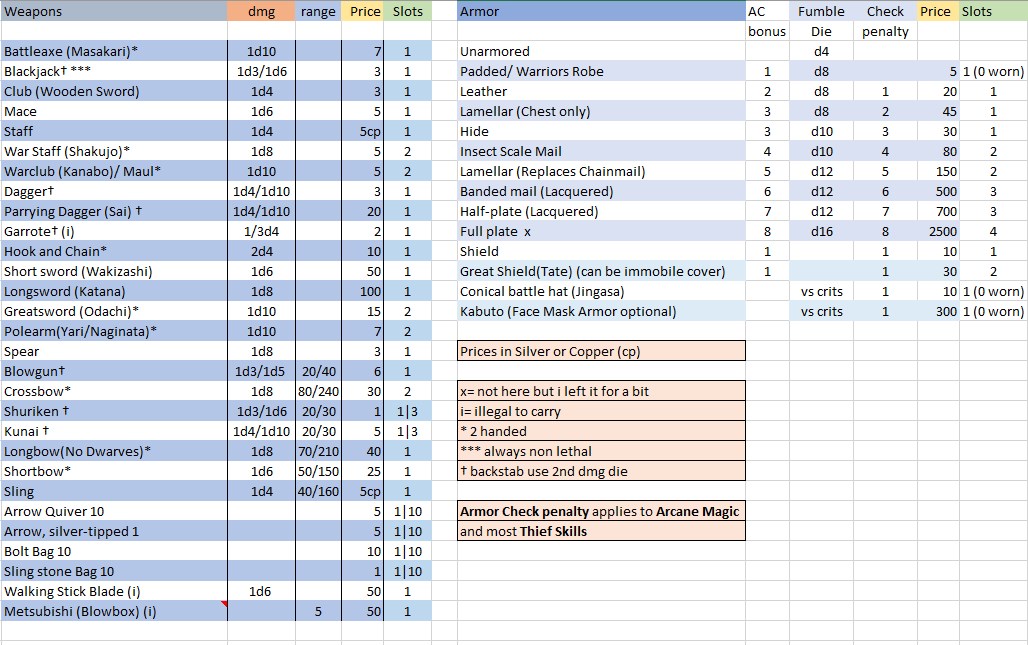 Weapons dmg range Price Slots
Battleaxe (Masakari)* 1d10 7 1
Blackjack† *** 1d3/1d6 3 1
Club (Wooden Sword) 1d4 3 1
Mace 1d6 5 1
Staff 1d4 5cp 1
War Staff (Shakujo)* 1d8 5 2
Warclub (Kanabo)/ Maul* 1d10 5 2
Dagger† 1d4/1d10 3 1
Parrying Dagger (Sai) † 1d4/1d10 20 1
Garrote† (i) 1/3d4 2 1
Hook and Chain* 2d4 10 1
Short sword (Wakizashi) 1d6 50 1
Longsword (Katana) 1d8 100 1
Greatsword (Odachi)* 1d10 15 2
Polearm(Yari/Naginata)* 1d10 7 2
Spear 1d8 3 1
Blowgun† 1d3/1d5 20/40 6 1
Crossbow* 1d8 80/240 30 2
Shuriken † 1d3/1d6 20/30 1 1|3
Kunai † 1d4/1d10 20/30 5 1|3
Longbow(No Dwarves)* 1d8 70/210 40 1
Shortbow* 1d6 50/150 25 1
Sling 1d4 40/160 5cp 1
Arrow Quiver 10 5 1|10
Arrow, silver-tipped 1 5 1|10
Bolt Bag 10 10 1|10
Sling stone Bag 10 1 1|10
Walking Stick Blade (i) 1d6 50 1
Metsubishi (Blowbox) (i) 5 50 1
Armor AC Fumble Check Price Slots
bonus Die penalty
Unarmored d4
Padded/ Warriors Robe 1 d8 5 1 (0 worn)
Leather 2 d8 1 20 1
Lamellar (Chest only) 3 d8 2 45 1
Hide 3 d10 3 30 1
Insect Scale Mail 4 d10 4 80 2
Lamellar (Replaces Chainmail) 5 d12 5 150 2
Banded mail (Lacquered) 6 d12 6 500 3
Half-plate (Lacquered) 7 d12 7 700 3
Full plate x 8 d16 8 2500 4
Shield 1 1 10 1
Great Shield(Tate) (can be immobile cover) 1 1 30 2
Conical battle hat (Jingasa) vs crits 1 10 1 (0 worn)
Kabuto (Face Mask Armor optional) vs crits 1 300 1 (0 worn)
Prices in Silver or Copper (cp)
x= not here but i left it for a bit
i= illegal to carry
* 2 handed
*** always non lethal
† backstab use 2nd dmg die
Armor Check penalty applies to Arcane Magic
and most Thief Skills